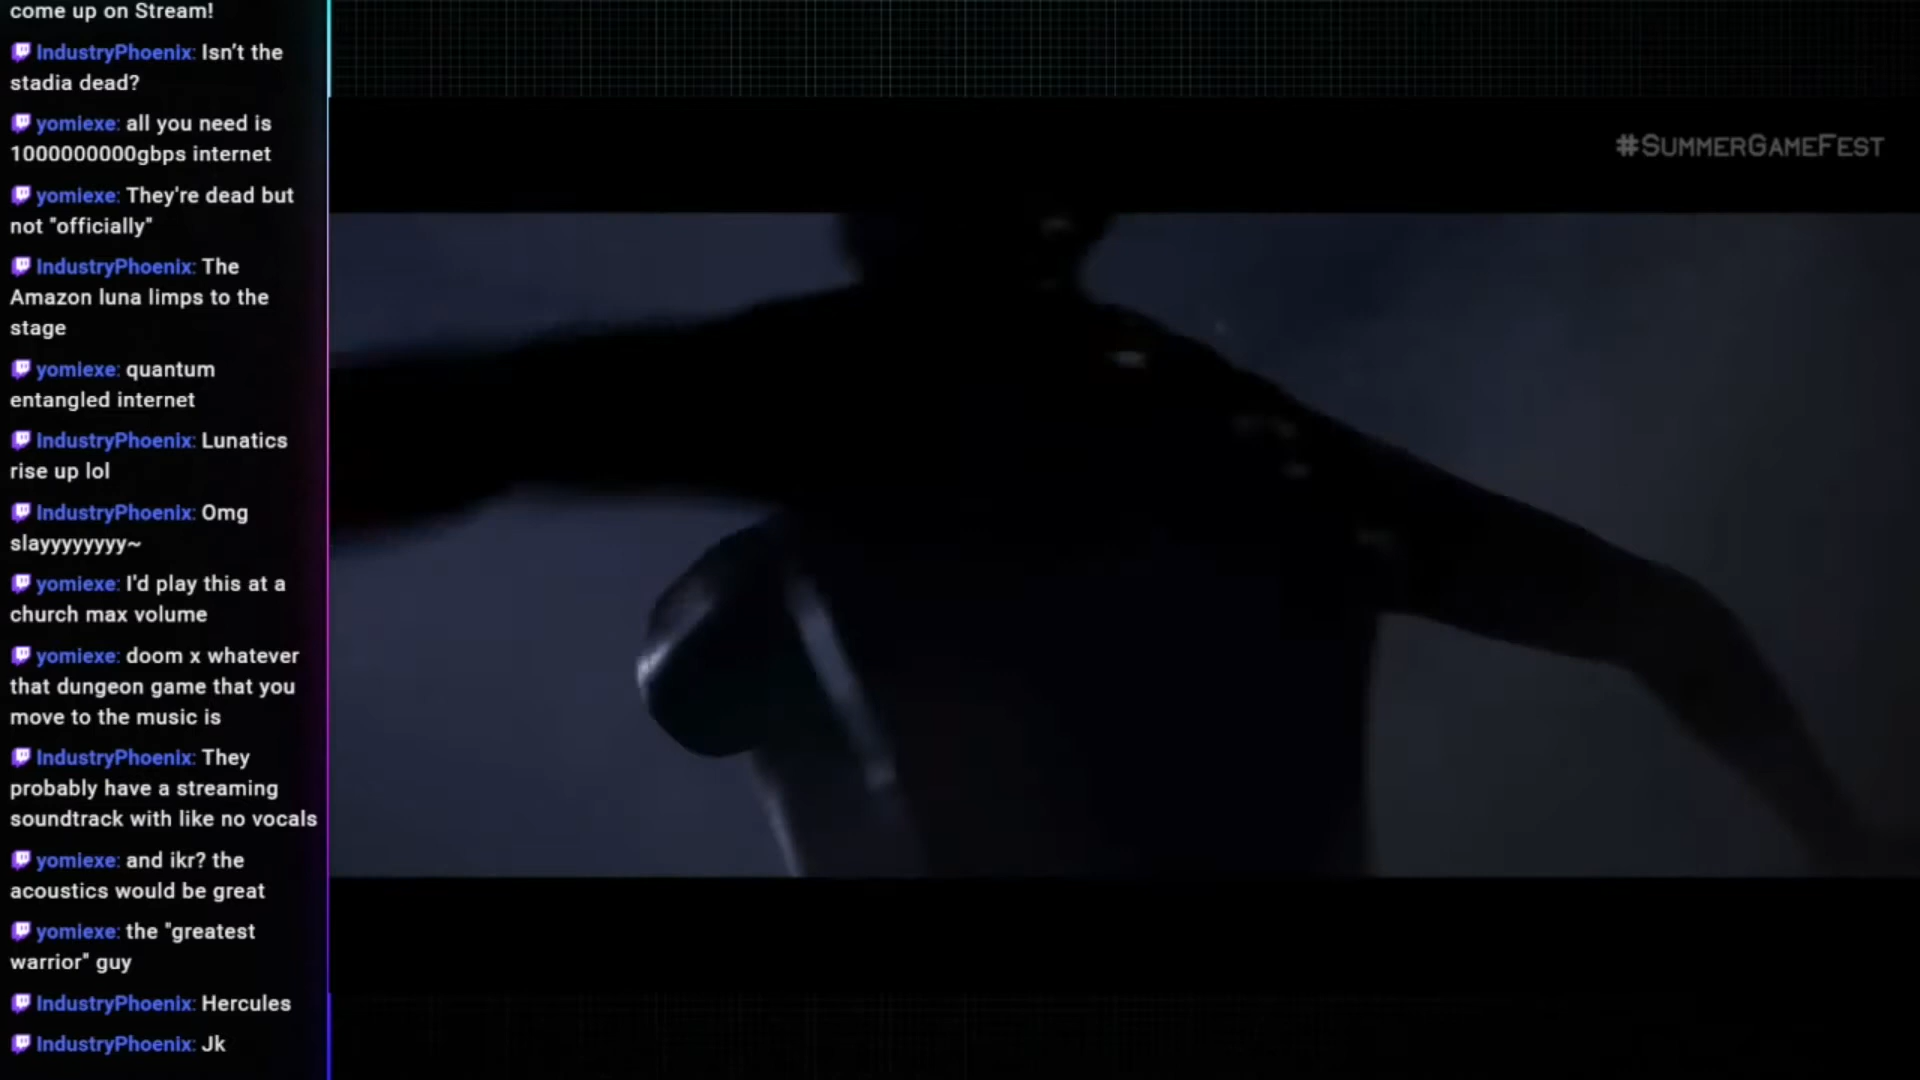 come up on Stream!
IndustryPhoenix: Isn't the
stadia dead?
yomiexe: all you need is
1000000000gbps internet
yomiexe: They're dead but
not "officially"
IndustryPhoenix: The
Amazon luna limps to the
stage
yomiexe: quantum
entangled internet
IndustryPhoenix: Lunatics
rise up lol
IndustryPhoenix: Omg
slayyyyyyyy~
yomiexe: I'd play this at a
church max volume
yomiexe: doom x whatever
that dungeon game that you
move to the music is
IndustryPhoenix: They
probably have a streaming
soundtrack with like no vocals
yomiexe: and ikr? the
acoustics would be great
yomiexe: the "greatest
warrior" guy
IndustryPhoenix: Hercules
IndustryPhoenix: Jk
#SUMMERGAMEFEST